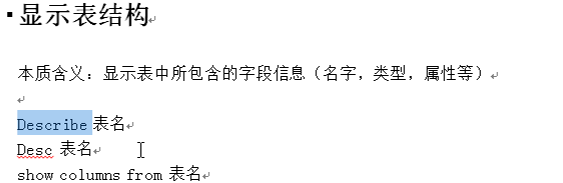 ▪显示表结构
本质含义：显示表中所包含的字段信息（名字，类型，属性等）
Describe 表名
Desc 表名
show columns from 表名